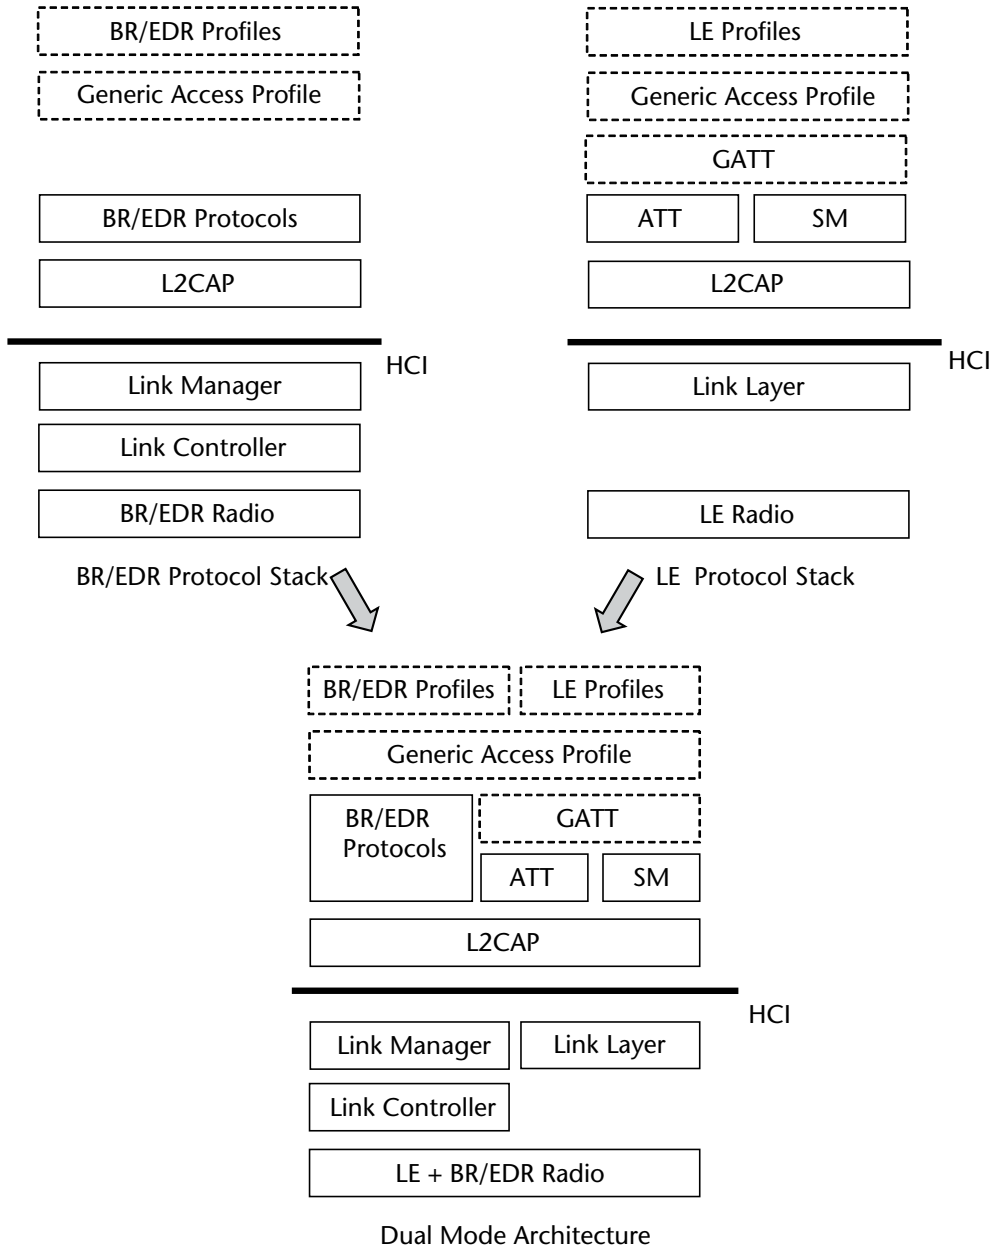 BR/EDR Profiles
Generic Access Profile
BR/EDR Protocols
L2CAP
HCI
Link Manager
Link Controller
BR/EDR Radio
BR/EDR Protocol Stack
LE Profiles
Generic Access Profile
GATT
ATT
SM
L2CAP
HCI
Link Layer
LE Radio
LE Protocol Stack
BR/EDR Profiles
LE Profiles
Generic Access Profile
BR/EDR
Protocols
GATT
ATT
SM
L2CAP
HCI
Link Manager
Link Layer
Link Controller
LE + BR/EDR Radio
Dual Mode Architecture